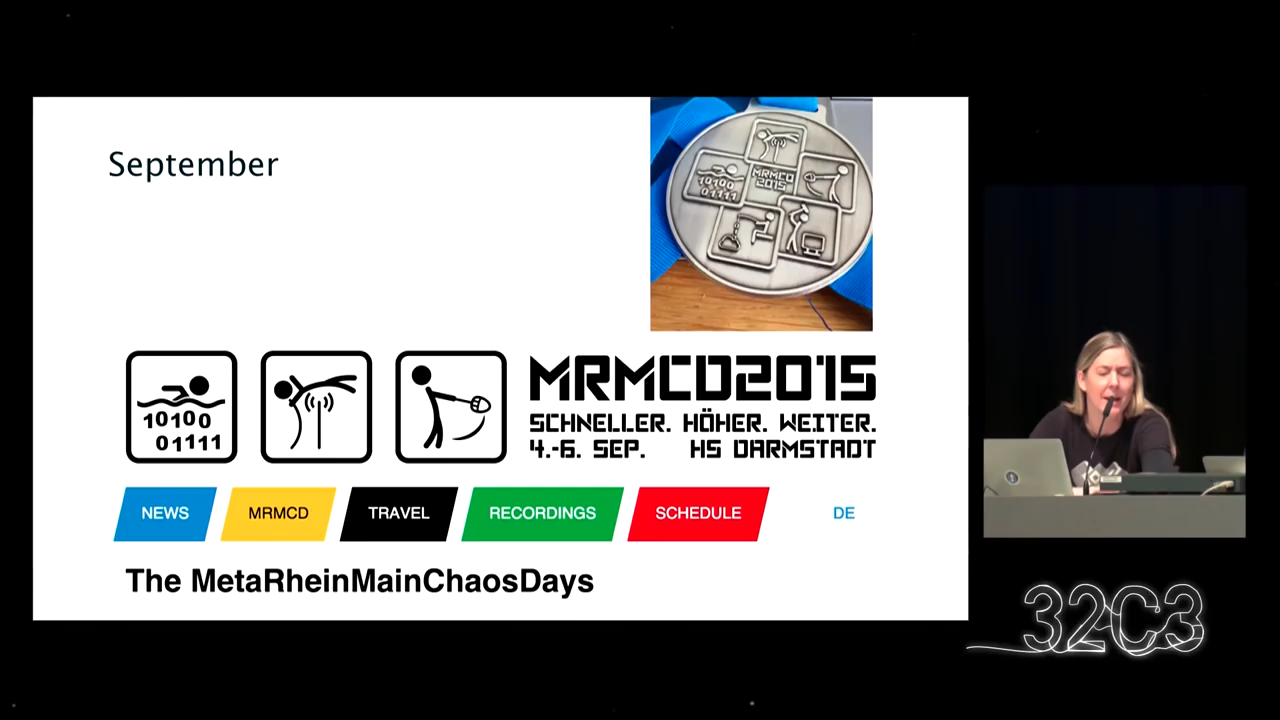 September
MRMCD
2015
10100
01111
10100
01111
MRMCD2015
SCHNELLER. HÖHER. WEITER.
4.-6. SEP. HS DARMSTADT
NEWS
MRMCD
TRAVEL
RECORDINGS
SCHEDULE
DE
The MetaRheinMainChaosDays
32C3